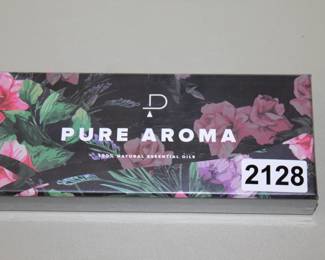 PURE AROMA
100% NATURAL ESSENTIAL OILS
2128